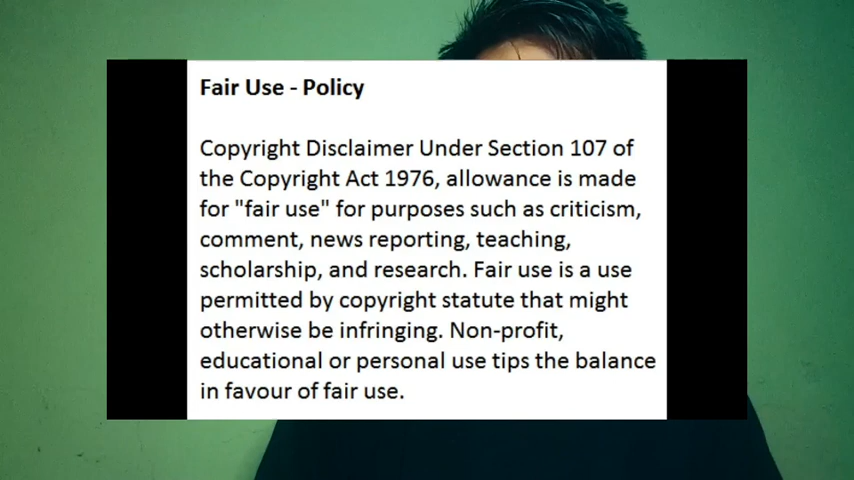 Fair Use - Policy
Copyright Disclaimer Under Section 107 of
the Copyright Act 1976, allowance is made
for "fair use" for purposes such as criticism,
comment, news reporting, teaching,
scholarship, and research. Fair use is a use
permitted by copyright statute that might
otherwise be infringing. Non-profit,
educational or personal use tips the balance
in favour of fair use.